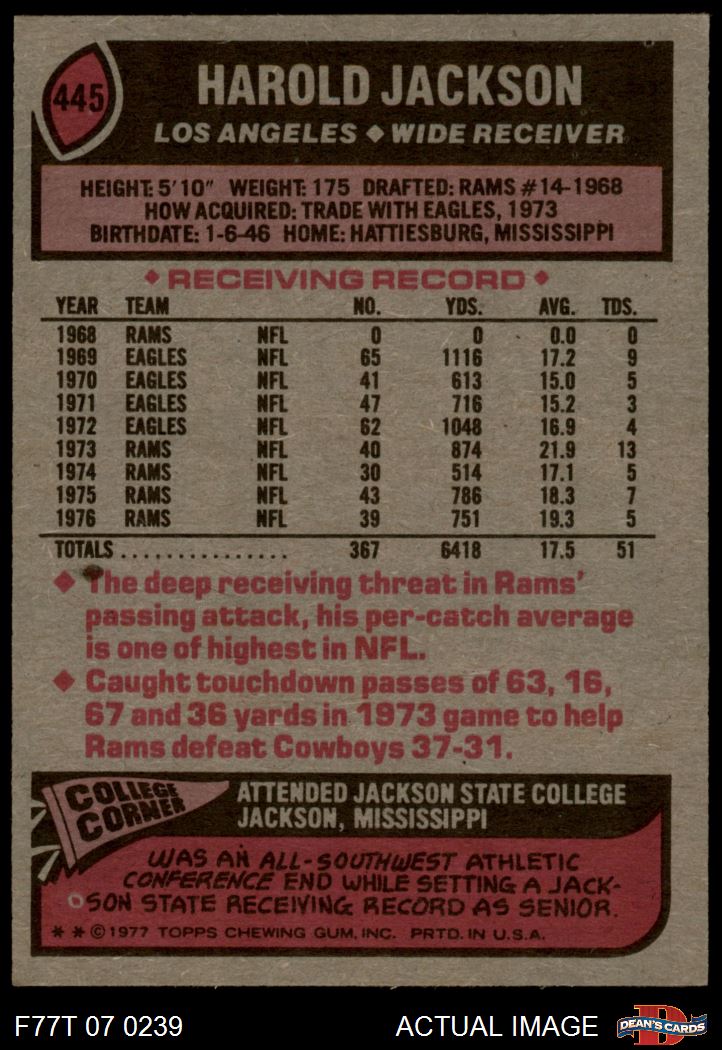 445
HAROLD JACKSON
LOS ANGELES ◆ WIDE RECEIVER
HEIGHT: 5'10" WEIGHT: 175 DRAFTED: RAMS #14-1968
HOW ACQUIRED: TRADE WITH EAGLES, 1973
BIRTHDATE: 1-6-46 HOME: HATTIESBURG, MISSISSIPPI
◆ RECEIVING RECORD ◆
YEAR TEAM NO. YDS. AVG. TDS.
1968 RAMS NFL 0 0 0.0 0
1969 EAGLES NFL 65 1116 17.2 9
1970 EAGLES NFL 41 613 15.0 5
1971 EAGLES NFL 47 716 15.2 3
1972 EAGLES NFL 62 1048 16.9 4
1973 RAMS NFL 40 874 21.9 13
1974 RAMS NFL 30 514 17.1 5
1975 RAMS NFL 43 786 18.3 7
1976 RAMS NFL 39 751 19.3 5
TOTALS ............... 367 6418 17.5 51
◆ The deep receiving threat in Rams'
passing attack, his per-catch average
is one of highest in NFL.
◆ Caught touchdown passes of 63, 16,
67 and 36 yards in 1973 game to help
Rams defeat Cowboys 37-31.
COLLEGE
CORNER
ATTENDED JACKSON STATE COLLEGE
JACKSON, MISSISSIPPI
WAS AN ALL-SOUTHWEST ATHLETIC
CONFERENCE END WHILE SETTING A JACK-
SON STATE RECEIVING RECORD AS SENIOR.
* * © 1977 TOPPS CHEWING GUM, INC. PRTD. IN U.S.A.
F77T 07 0239
ACTUAL IMAGE
D
DEAN'S CARDS